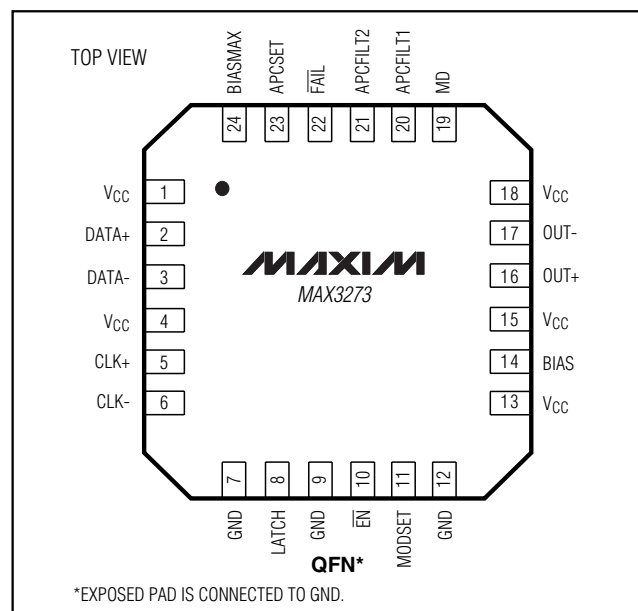 TOP VIEW
BIASMAX
APCSET
F̅A̅I̅L̅
APCFILT2
APCFILT1
MD
24
23
22
21
20
19
VCC 1
DATA+ 2
DATA- 3
VCC 4
CLK+ 5
CLK- 6
MAXIM
MAX3273
18 VCC
17 OUT-
16 OUT+
15 VCC
14 BIAS
13 VCC
7
8
9
10
11
12
GND
LATCH
GND
E̅N̅
MODSET
GND
QFN*
*EXPOSED PAD IS CONNECTED TO GND.